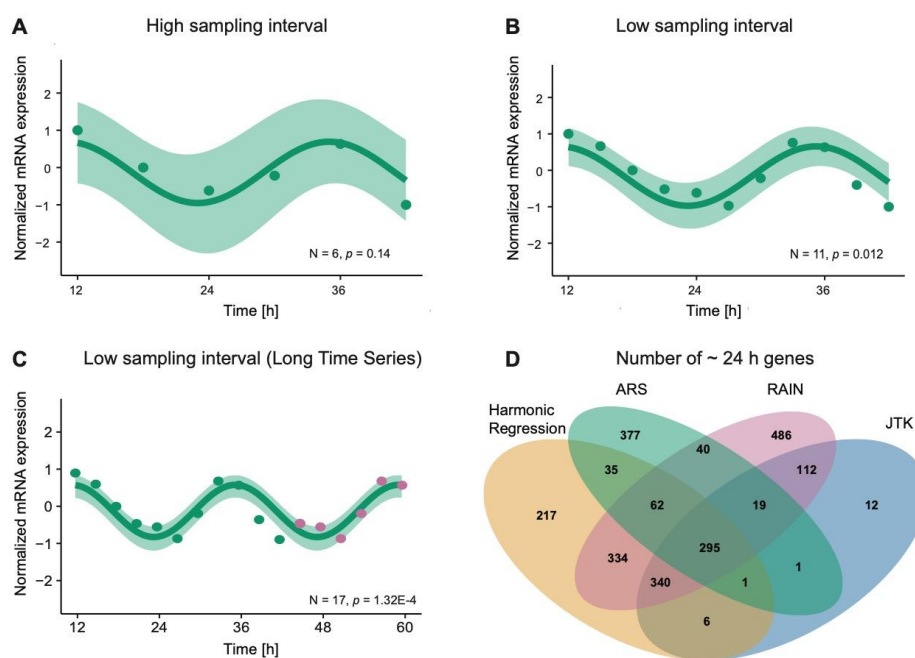 A
High sampling interval
Normalized mRNA expression
2
1
0
−1
−2
N = 6, p = 0.14
12
24
36
Time [h]
B
Low sampling interval
Normalized mRNA expression
2
1
0
−1
−2
N = 11, p = 0.012
12
24
36
Time [h]
C
Low sampling interval (Long Time Series)
Normalized mRNA expression
2
1
0
−1
−2
N = 17, p = 1.32E-4
12
24
36
48
60
Time [h]
D
Number of ~ 24 h genes
ARS
RAIN
Harmonic
Regression
JTK
377
40
486
35
112
62
19
12
217
295
334
340
1
1
6